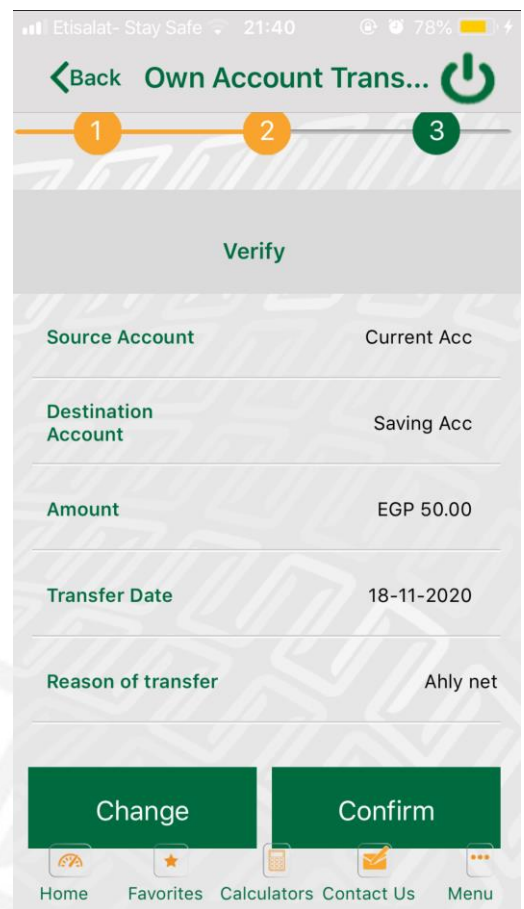 Etisalat- Stay Safe 21:40 78%
Back Own Account Trans...
1 2 3
Verify
Source Account Current Acc
Destination
Account Saving Acc
Amount EGP 50.00
Transfer Date 18-11-2020
Reason of transfer Ahly net
Change Confirm
Home Favorites Calculators Contact Us Menu